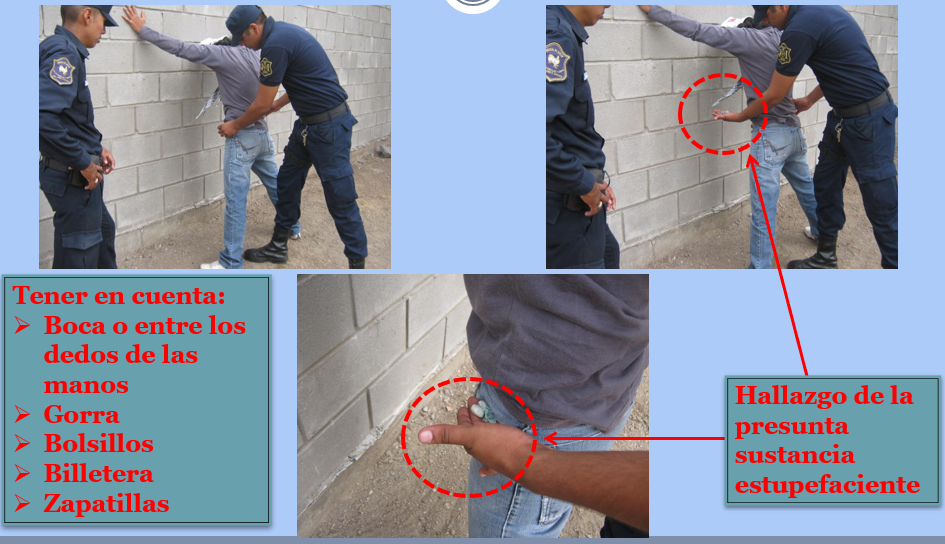 Tener en cuenta:
➢ Boca o entre los
dedos de las
manos
➢ Gorra
➢ Bolsillos
➢ Billetera
➢ Zapatillas
Hallazgo de la
presunta
sustancia
estupefaciente